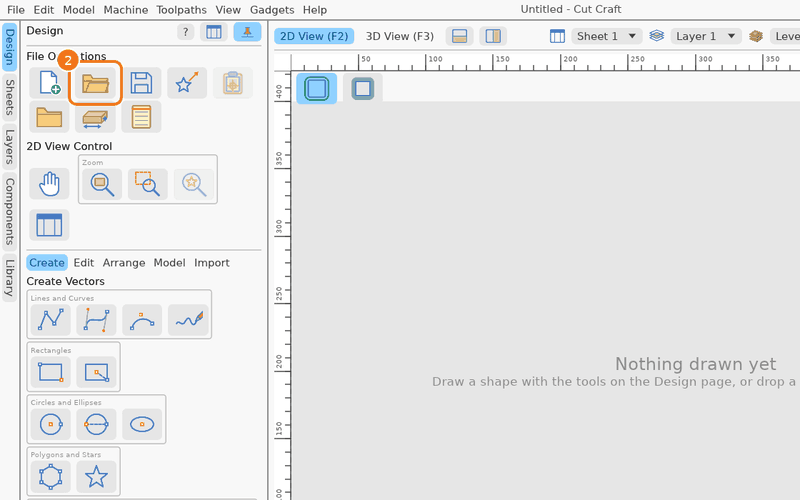 File Edit Model Machine Toolpaths View Gadgets Help
Untitled - Cut Craft
Design
?
2D View (F2)
3D View (F3)
Sheet 1
Layer 1
Leve
File O
tions
2
50
100
150
200
250
300
350
400
350
300
250
200
150
2D View Control
Zoom
Create Edit Arrange Model Import
Create Vectors
Lines and Curves
Rectangles
Circles and Ellipses
Polygons and Stars
Design
Sheets
Layers
Components
Library
Nothing drawn yet
Draw a shape with the tools on the Design page, or drop a